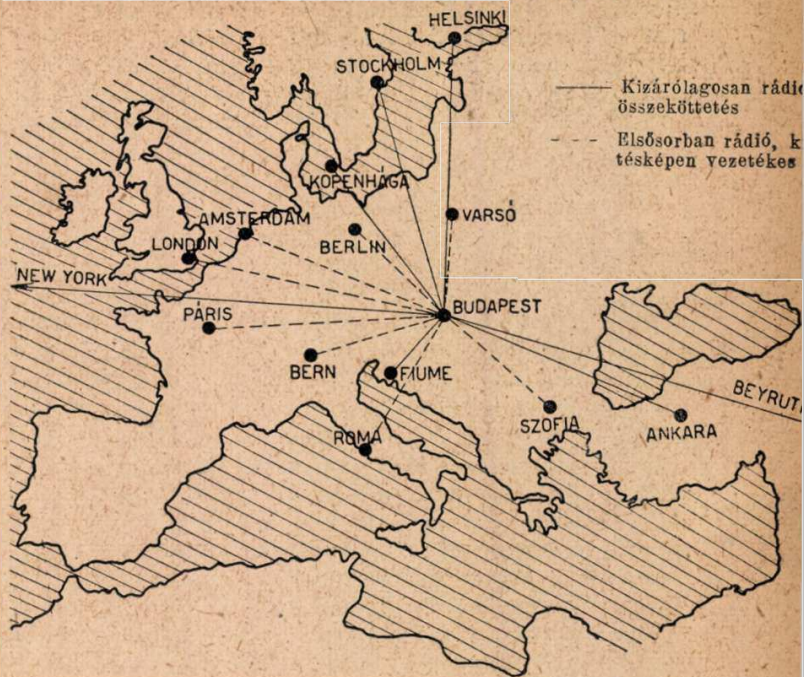 HELSINKI
STOCKHOLM
Kizárólagosan
összeköttetés
Elsősorban rádió,
tésképen vezetékes
KOPENHÁGA
AMSTERDAM
VARSÓ
BERLIN
LONDON
NEW YORK
PÁRIS
BUDAPEST
BERN
FIUME
BEYRUT
SZOFIA
ANKARA
ROMA